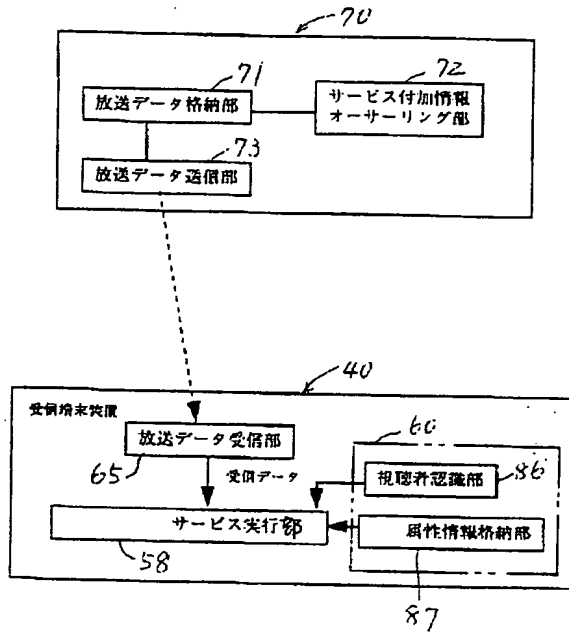 70
71
72
放送データ格納部
サービス付加情報
オーサーリング部
73
放送データ送信部
40
受信端末装置
放送データ受信部
60
65
受信データ
視聴者認識部
86
サービス実行部
属性情報格納部
58
87